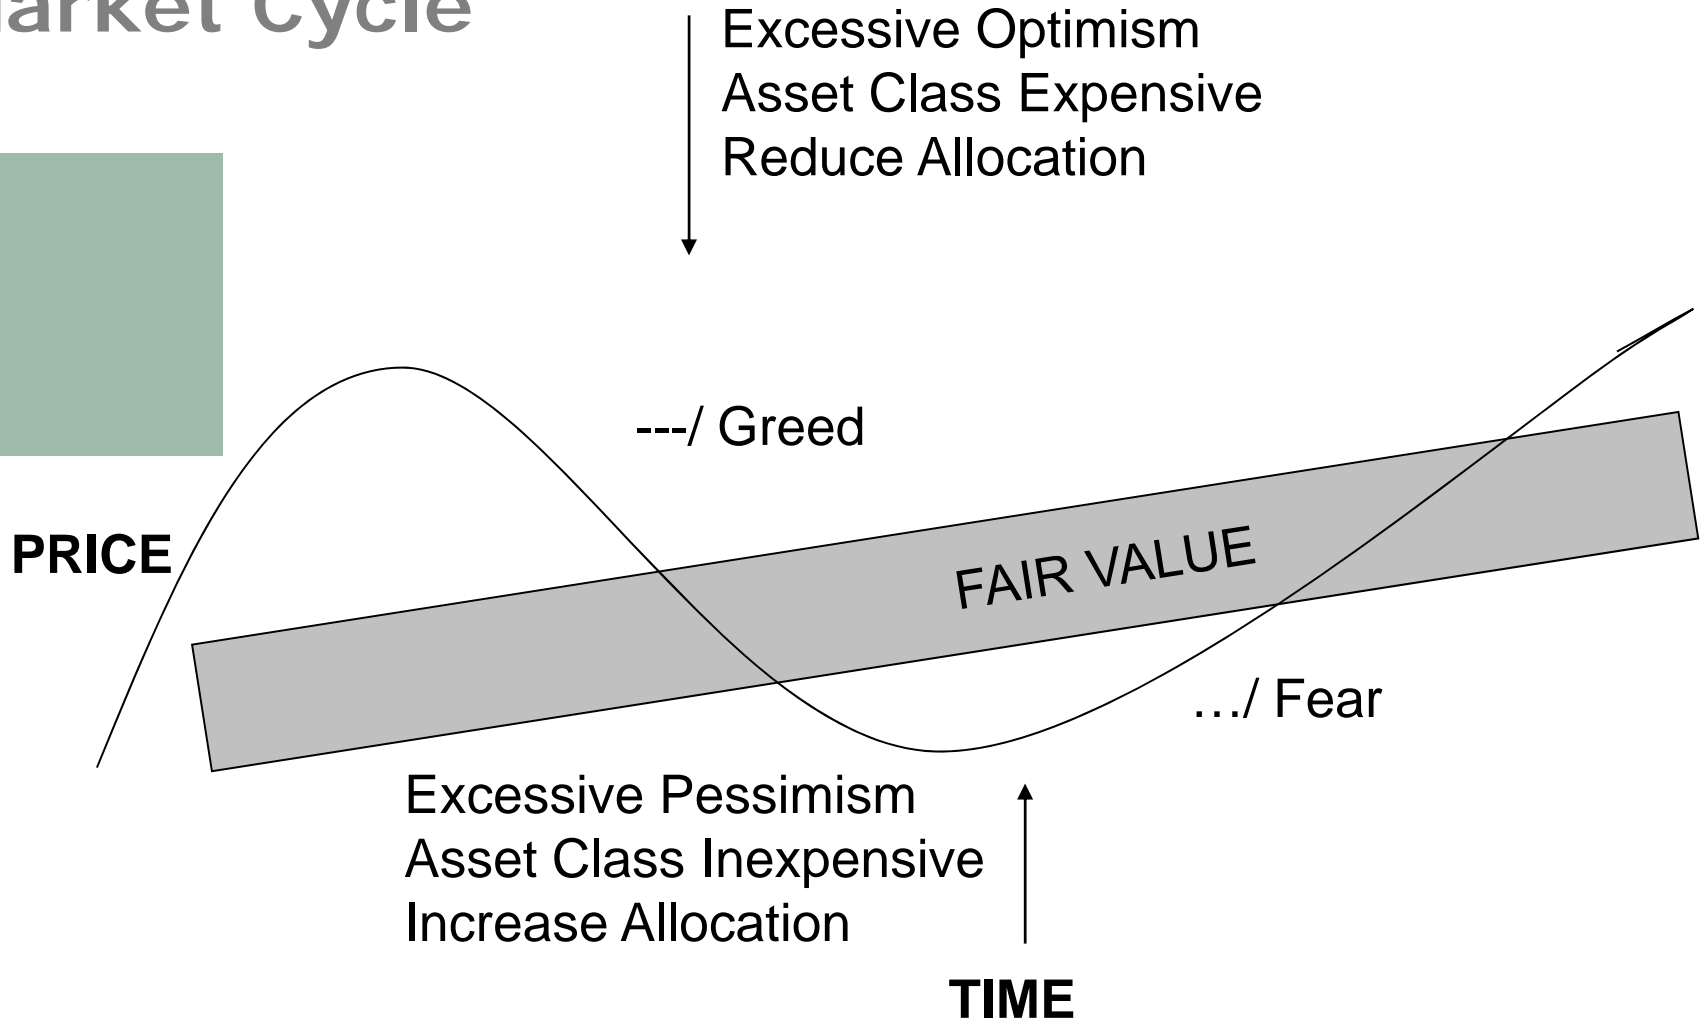 Market Cycle
Excessive Optimism
Asset Class Expensive
Reduce Allocation
---/ Greed
PRICE
FAIR VALUE
…/ Fear
Excessive Pessimism
Asset Class Inexpensive
Increase Allocation
TIME